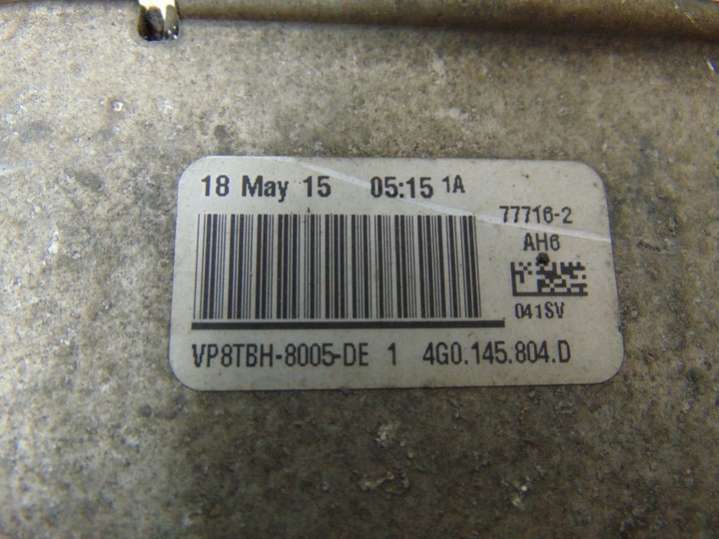 18 May 15 05:15 1A
77716-2
AH6
041SV
VP8TBH-8005-DE 1 4G0.145.804.D